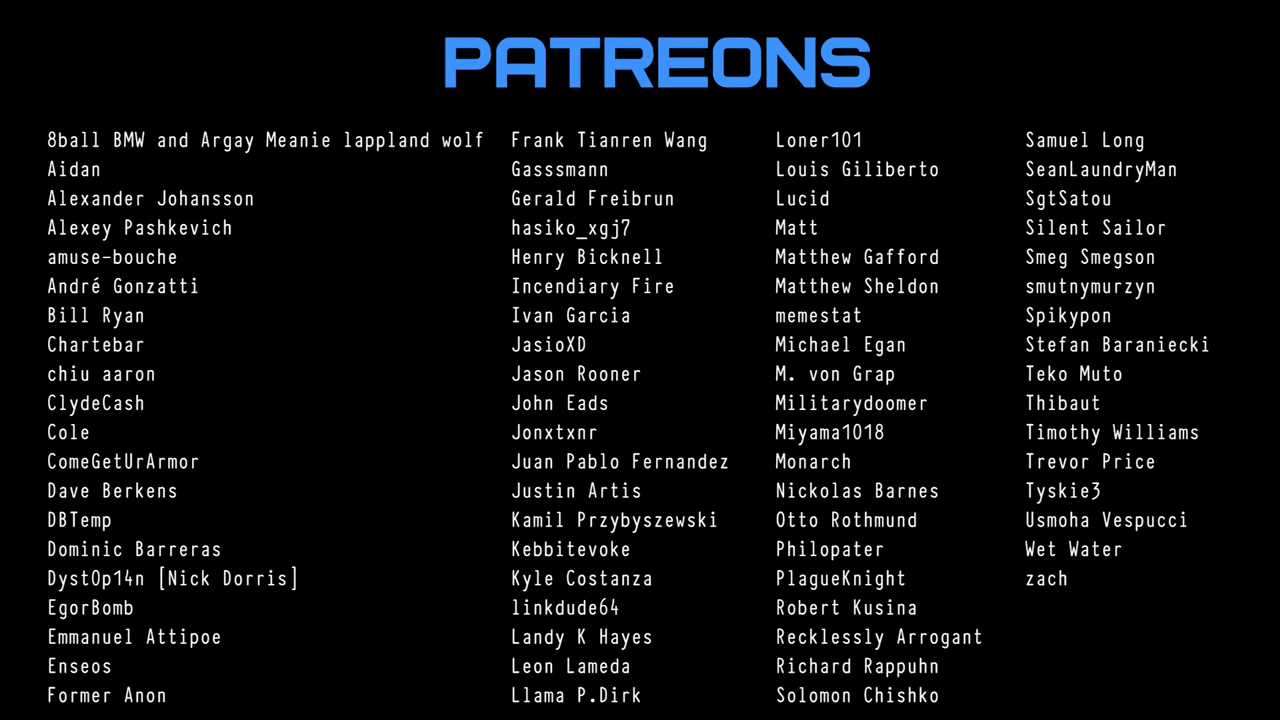 PATREONS
8ball BMW and Argay Meanie lappland wolf
Aidan
Alexander Johansson
Alexey Pashkevich
amuse-bouche
André Gonzatti
Bill Ryan
Chartebar
chiu aaron
ClydeCash
Cole
ComeGetUrArmor
Dave Berkens
DBTemp
Dominic Barreras
DystOp14n [Nick Dorris]
EgorBomb
Emmanuel Attipoe
Enseos
Former Anon
Frank Tianren Wang
Gasssmann
Gerald Freibrun
hasiko_xgj7
Henry Bicknell
Incendiary Fire
Ivan Garcia
JasioXD
Jason Rooner
John Eads
Jonxtxnr
Juan Pablo Fernandez
Justin Artis
Kamil Przybyszewski
Kebbitevoke
Kyle Costanza
linkdude64
Landy K Hayes
Leon Lameda
Llama P.Dirk
Loner101
Louis Giliberto
Lucid
Matt
Matthew Gafford
Matthew Sheldon
memestat
Michael Egan
M. von Grap
Militarydoomer
Miyama1018
Monarch
Nickolas Barnes
Otto Rothmund
Philopater
PlagueKnight
Robert Kusina
Recklessly Arrogant
Richard Rappuhn
Solomon Chishko
Samuel Long
SeanLaundryMan
SgtSatou
Silent Sailor
Smeg Smegson
smutnymurzyn
Spikypon
Stefan Baraniecki
Teko Muto
Thibaut
Timothy Williams
Trevor Price
Tyskie3
Usmoha Vespucci
Wet Water
zach